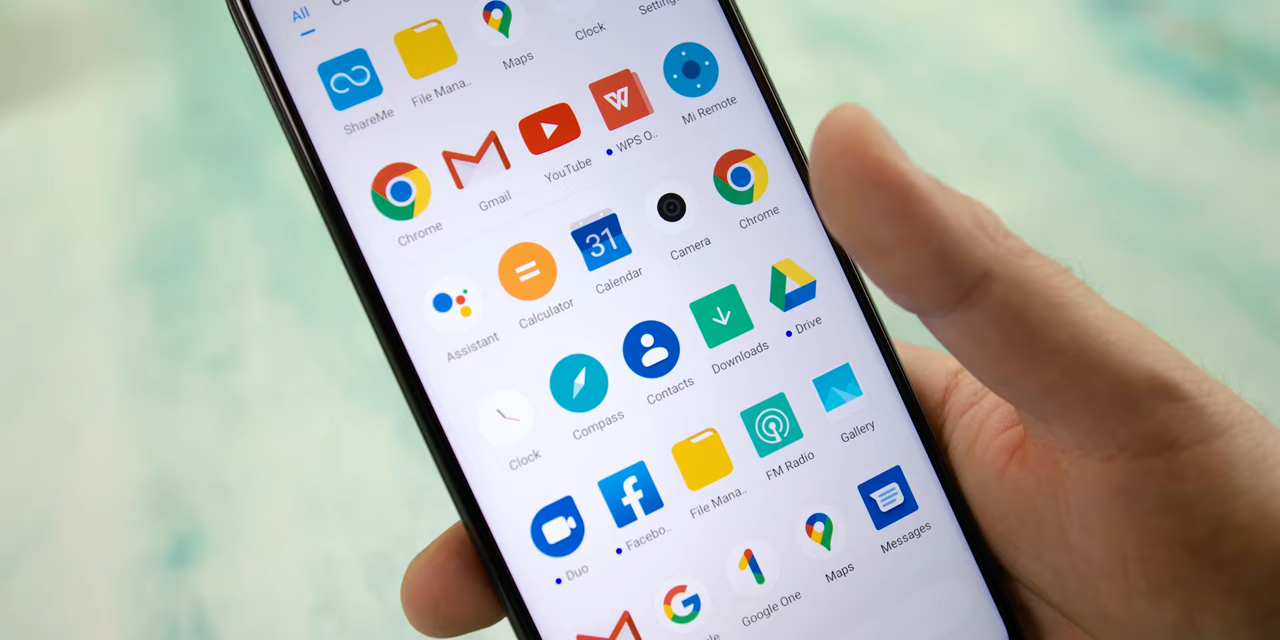 All
ShareMe
File Mana..
Maps
Clock
Chrome
Gmail
YouTube
WPS O..
Mi Remote
Assistant
Calculator
31
Calendar
Camera
Chrome
Clock
Compass
Contacts
Downloads
Drive
Duo
Facebo..
File Mana..
FM Radio
Gallery
Google One
Maps
Messages